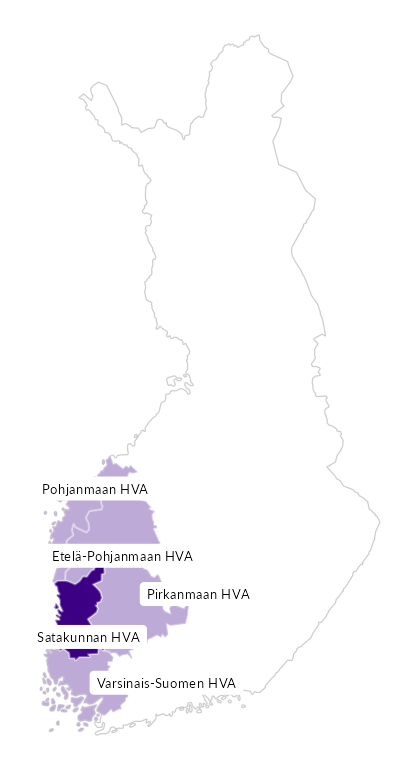 Pohjanmaan HVA
Etelä-Pohjanmaan HVA
Pirkanmaan HVA
Satakunnan HVA
Varsinais-Suomen HVA